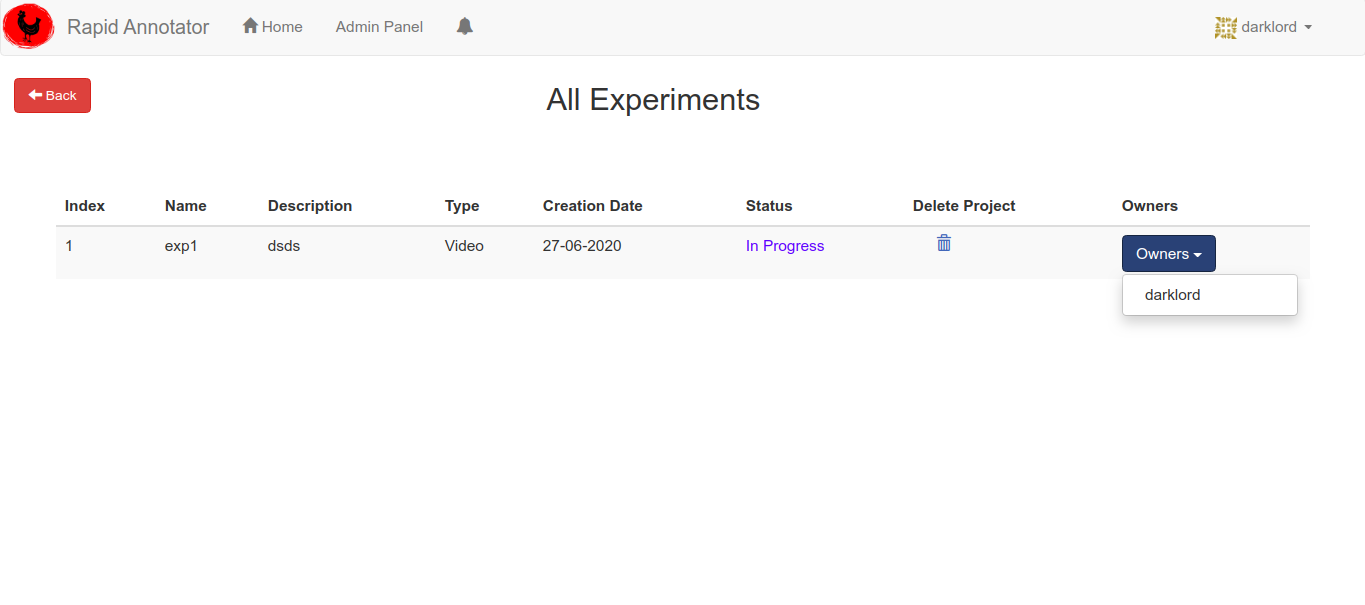 Rapid Annotator Home Admin Panel darklord
Back
All Experiments
Index Name Description Type Creation Date Status Delete Project Owners
1 exp1 dsds Video 27-06-2020 In Progress Owners
darklord